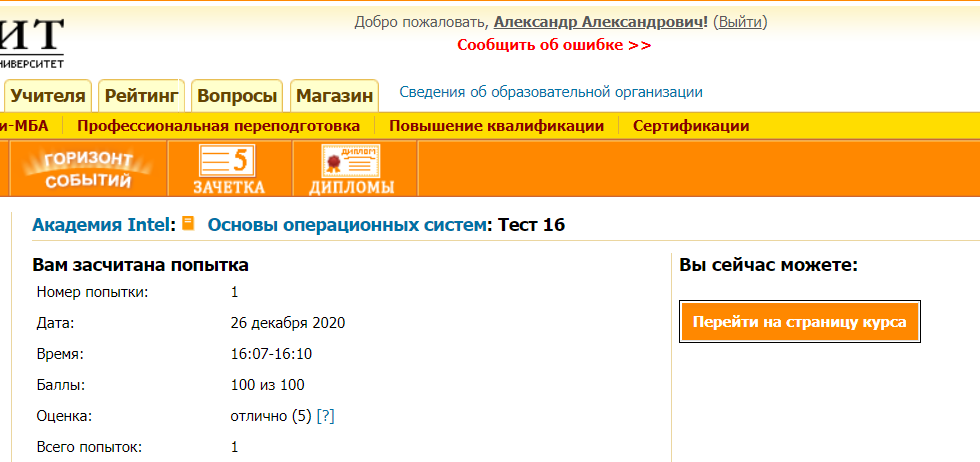 ИТ
НИВЕРСИТЕТ
Добро пожаловать, Александр Александрович! (Выйти)
Сообщить об ошибке >>
Учителя Рейтинг Вопросы Магазин Сведения об образовательной организации
и-МБА Профессиональная переподготовка Повышение квалификации Сертификации
ГОРИЗОНТ СОБЫТИЙ
5 ЗАЧЕТКА
ДИПЛОМ ДИПЛОМЫ
Академия Intel: Основы операционных систем: Тест 16
Вам засчитана попытка
Номер попытки: 1
Дата: 26 декабря 2020
Время: 16:07-16:10
Баллы: 100 из 100
Оценка: отлично (5) [?]
Всего попыток: 1
Вы сейчас можете:
Перейти на страницу курса